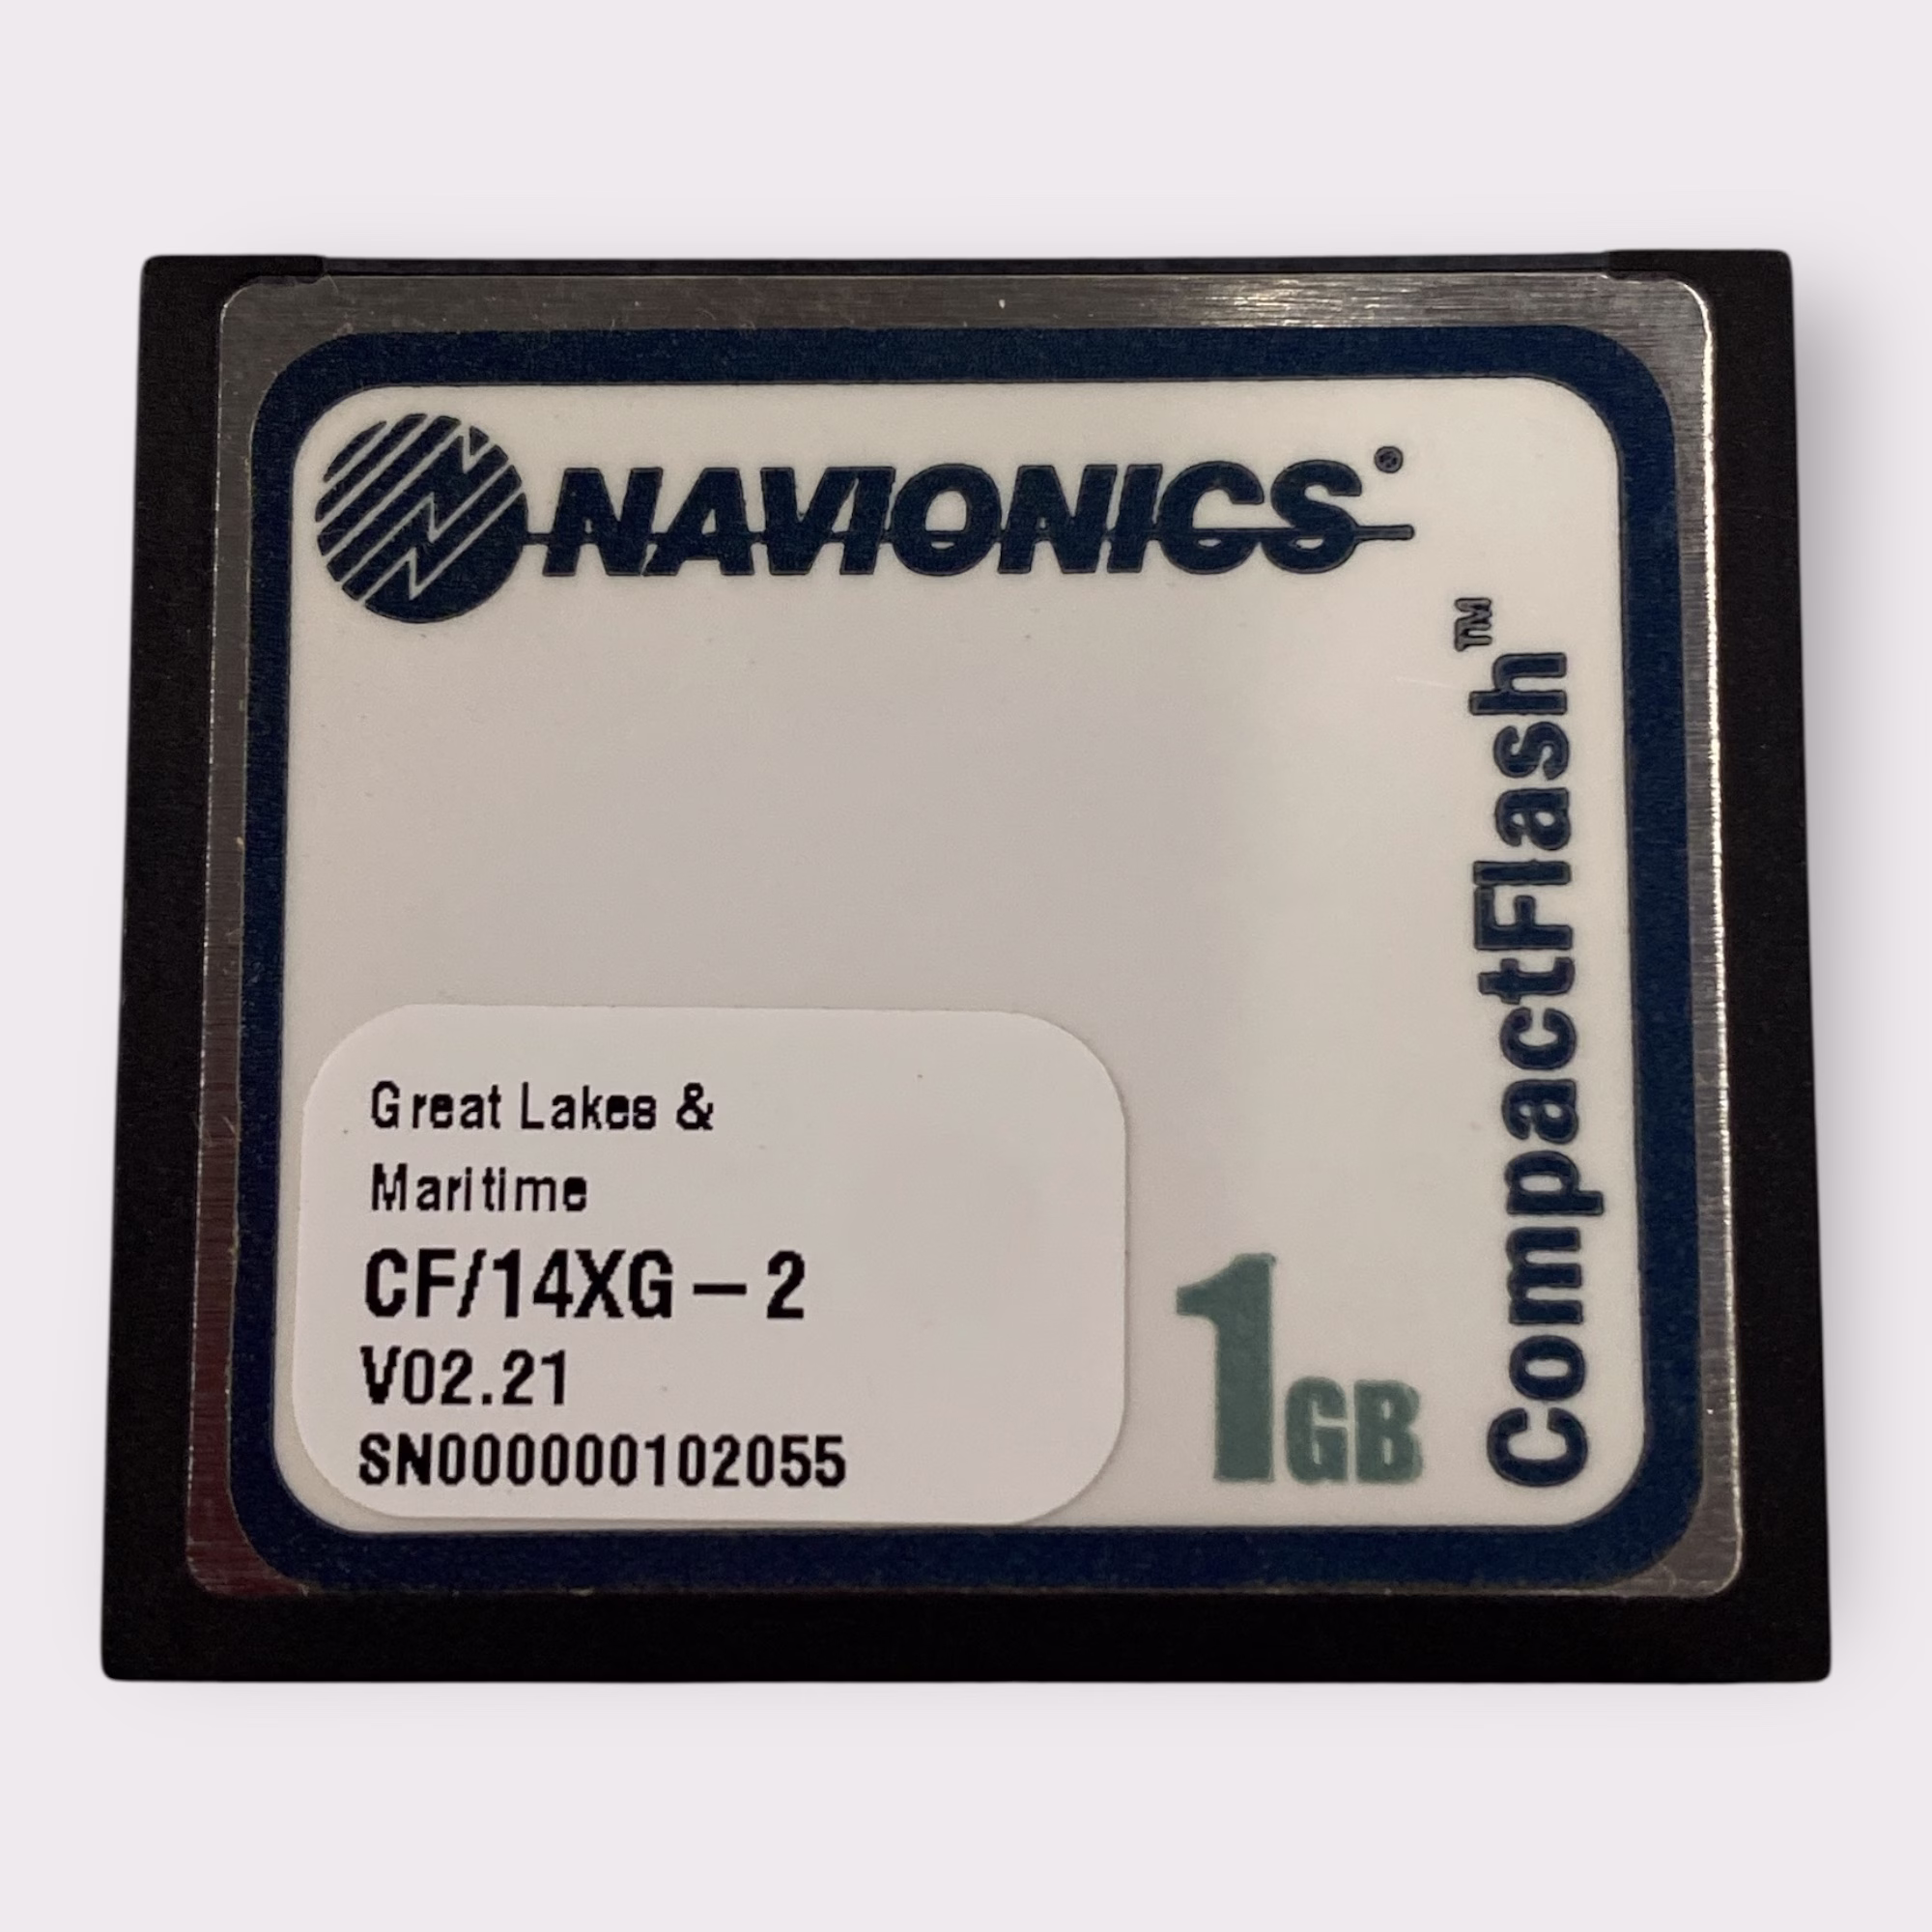 NAVIONICS®
CompactFlash™
Great Lakes &
Maritime
CF/14XG – 2
V02.21
SN000000102055
1GB